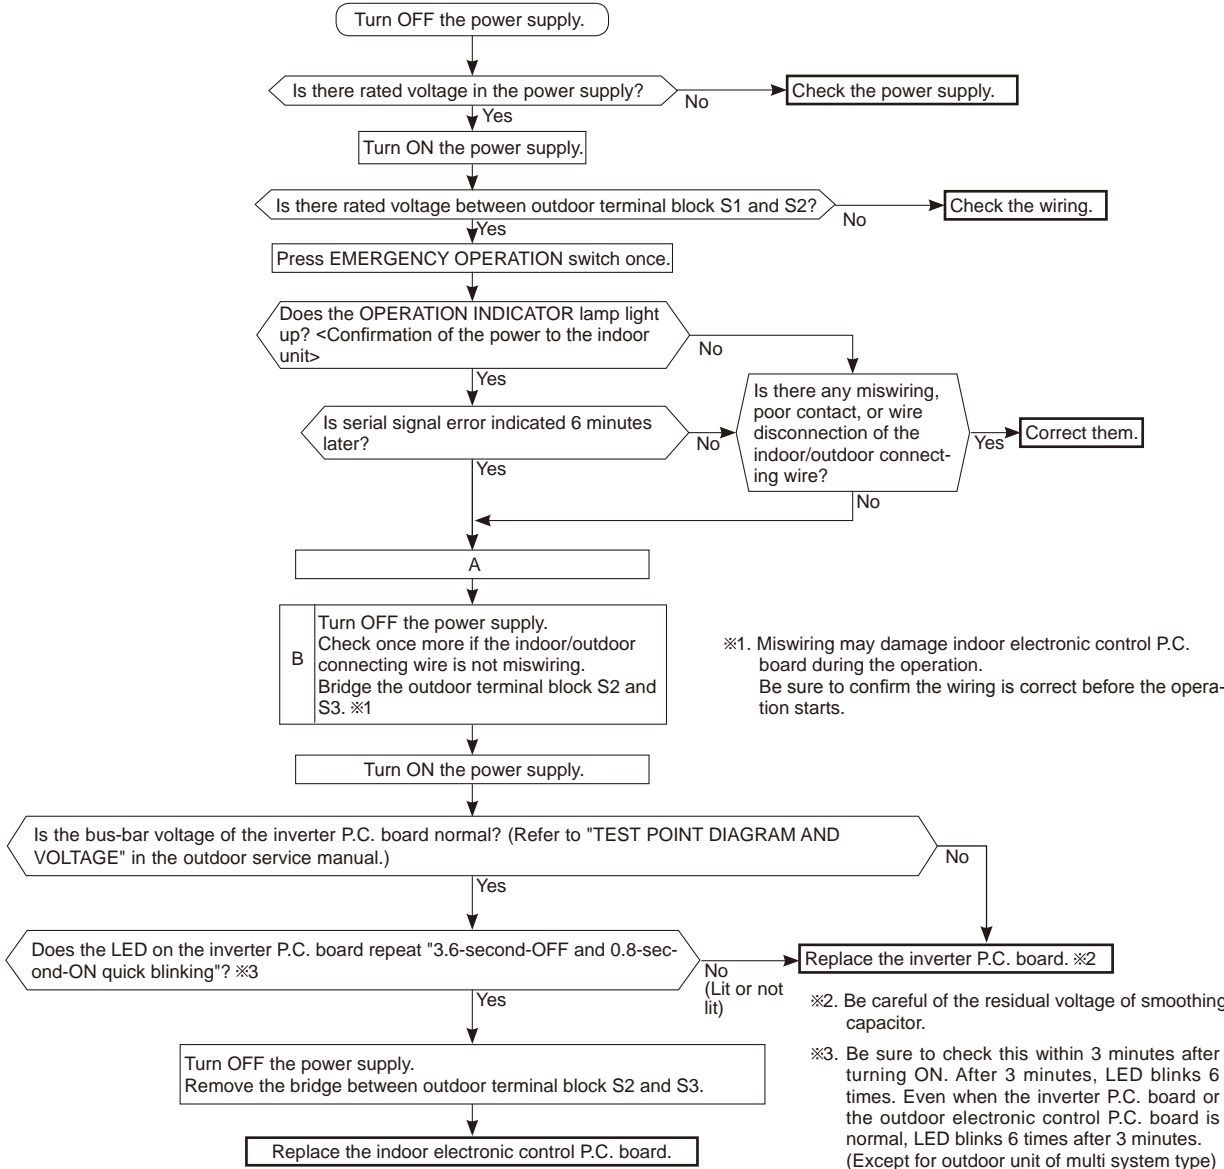 Turn OFF the power supply.
Is there rated voltage in the power supply?
No
Check the power supply.
Yes
Turn ON the power supply.
Is there rated voltage between outdoor terminal block S1 and S2?
No
Check the wiring.
Yes
Press EMERGENCY OPERATION switch once.
Does the OPERATION INDICATOR lamp light
up? <Confirmation of the power to the indoor
unit>
No
Yes
Is serial signal error indicated 6 minutes
later?
No
Is there any miswiring,
poor contact, or wire
disconnection of the
indoor/outdoor connect-
ing wire?
Yes
Correct them.
Yes
No
A
B
Turn OFF the power supply.
Check once more if the indoor/outdoor
connecting wire is not miswiring.
Bridge the outdoor terminal block S2 and
S3. ※1
※1. Miswiring may damage indoor electronic control P.C.
board during the operation.
Be sure to confirm the wiring is correct before the opera-
tion starts.
Turn ON the power supply.
Is the bus-bar voltage of the inverter P.C. board normal? (Refer to "TEST POINT DIAGRAM AND
VOLTAGE" in the outdoor service manual.)
No
Yes
Does the LED on the inverter P.C. board repeat "3.6-second-OFF and 0.8-sec-
ond-ON quick blinking"? ※3
No
(Lit or not
lit)
Replace the inverter P.C. board. ※2
Yes
※2. Be careful of the residual voltage of smoothing
capacitor.
※3. Be sure to check this within 3 minutes after
turning ON. After 3 minutes, LED blinks 6
times. Even when the inverter P.C. board or
the outdoor electronic control P.C. board is
normal, LED blinks 6 times after 3 minutes.
(Except for outdoor unit of multi system type)
Turn OFF the power supply.
Remove the bridge between outdoor terminal block S2 and S3.
Replace the indoor electronic control P.C. board.